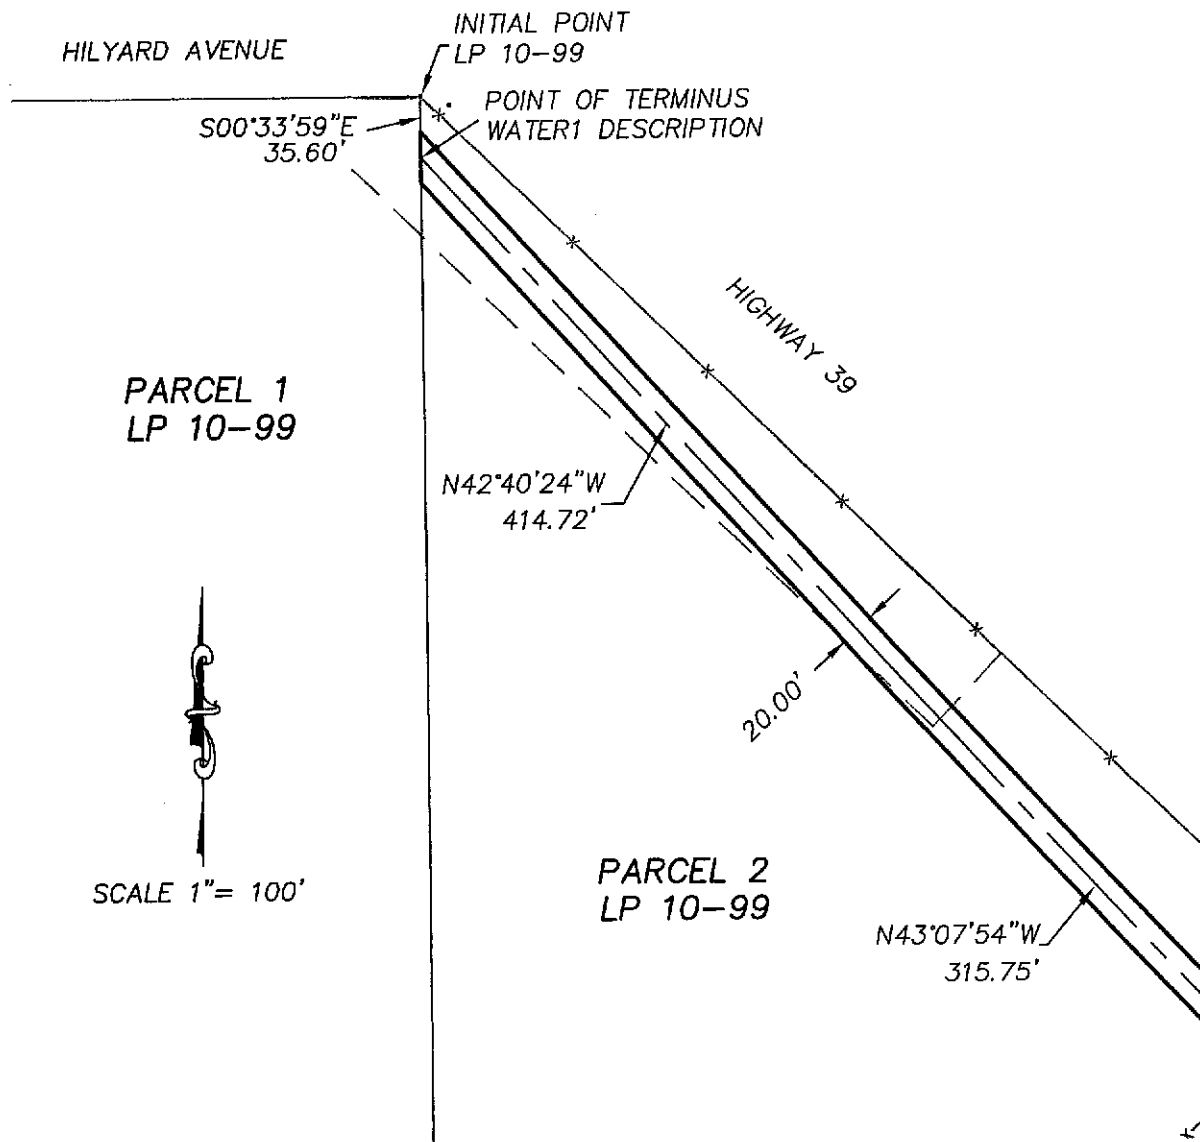 INITIAL POINT
LP 10-99
HILYARD AVENUE
POINT OF TERMINUS
WATER1 DESCRIPTION
S00°33'59"E
35.60'
HIGHWAY 39
PARCEL 1
LP 10-99
N42°40'24"W
414.72'
20.00'
SCALE 1"= 100'
PARCEL 2
LP 10-99
N43°07'54"W
315.75'